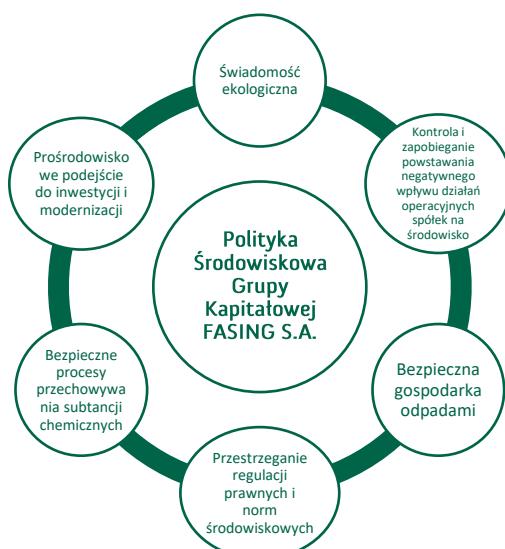 Świadomość
ekologiczna
Kontrola i
zapobieganie
powstawania
negatywnego
wpływu działań
operacyjnych
spółek na
środowisko
Bezpieczna
gospodarka
odpadami
Przestrzeganie
regulacji
prawnych i
norm
środowiskowych
Bezpieczne
procesy
przechowywa
nia subtancji
chemicznych
Prośrodowisko
we podejście
do inwestycji i
modernizacji
Polityka
Środowiskowa
Grupy
Kapitałowej
FASING S.A.